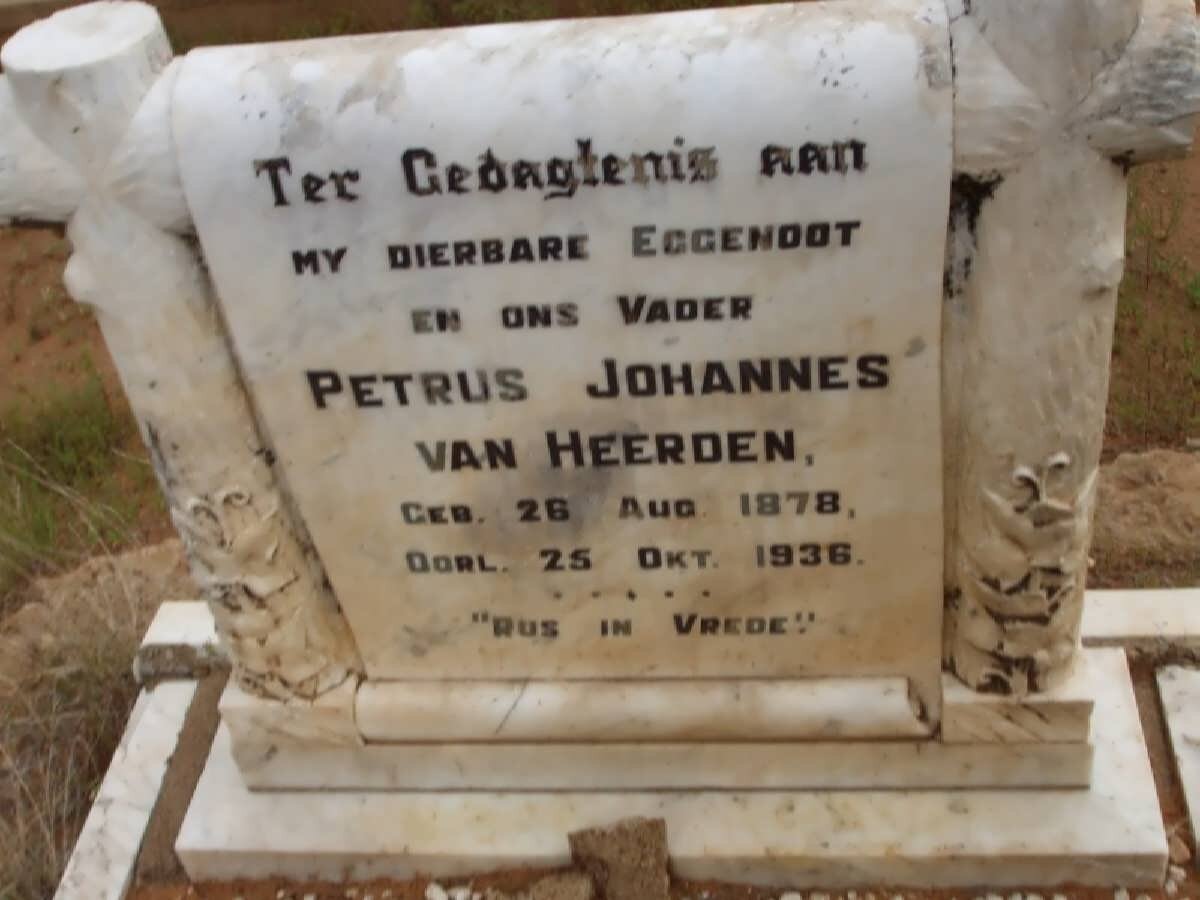 Ter Gedagtenis aan
MY DIERBARE EGGENOOT
EN ONS VADER
PETRUS JOHANNES
VAN HEERDEN,
GEB. 26 AUG. 1878,
OORL. 25 OKT. 1936.
"RUS IN VREDE."